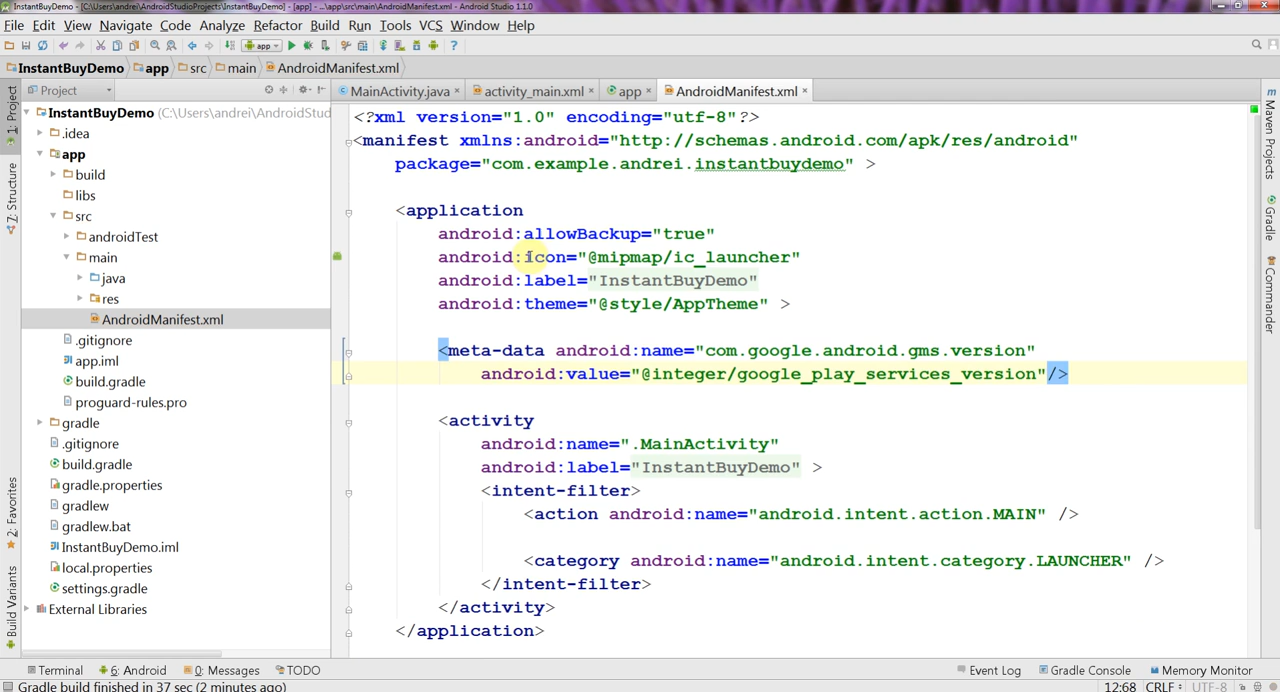 InstantBuyDemo - [C:\Users\andrei\AndroidStudioProjects\InstantBuyDemo] - [app] - ...\app\src\main\AndroidManifest.xml - Android Studio 1.1.0
File Edit View Navigate Code Analyze Refactor Build Run Tools VCS Window Help
app
InstantBuyDemo app src main AndroidManifest.xml
Project
MainActivity.java × activity_main.xml × app × AndroidManifest.xml ×
1: Project
7: Structure
2: Favorites
Build Variants
InstantBuyDemo (C:\Users\andrei\AndroidStud
.idea
app
build
libs
src
androidTest
main
java
res
AndroidManifest.xml
.gitignore
app.iml
build.gradle
proguard-rules.pro
gradle
.gitignore
build.gradle
gradle.properties
gradlew
gradlew.bat
InstantBuyDemo.iml
local.properties
settings.gradle
External Libraries
<?xml version="1.0" encoding="utf-8"?>
<manifest xmlns:android="http://schemas.android.com/apk/res/android"
package="com.example.andrei.instantbuydemo" >
<application
android:allowBackup="true"
android:icon="@mipmap/ic_launcher"
android:label="InstantBuyDemo"
android:theme="@style/AppTheme" >
<meta-data android:name="com.google.android.gms.version"
android:value="@integer/google_play_services_version"/>
<activity
android:name=".MainActivity"
android:label="InstantBuyDemo" >
<intent-filter>
<action android:name="android.intent.action.MAIN" />
<category android:name="android.intent.category.LAUNCHER" />
</intent-filter>
</activity>
</application>
m Maven Projects
Gradle
Commander
Terminal 6: Android 0: Messages TODO Event Log Gradle Console Memory Monitor
Gradle build finished in 37 sec (2 minutes ago) 12:68 CRLF UTF-8